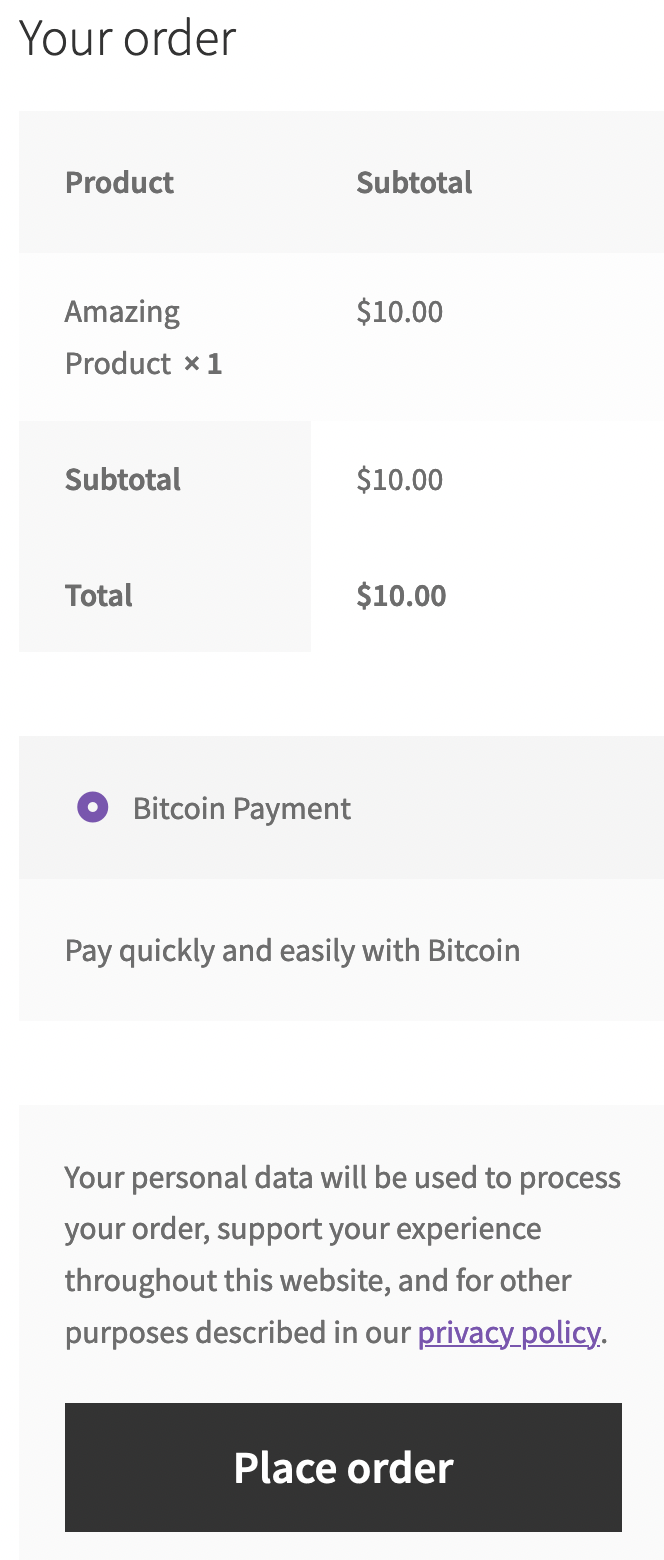 Your order
Product Subtotal
Amazing $10.00
Product × 1
Subtotal $10.00
Total $10.00
Bitcoin Payment
Pay quickly and easily with Bitcoin
Your personal data will be used to process
your order, support your experience
throughout this website, and for other
purposes described in our privacy policy.
Place order